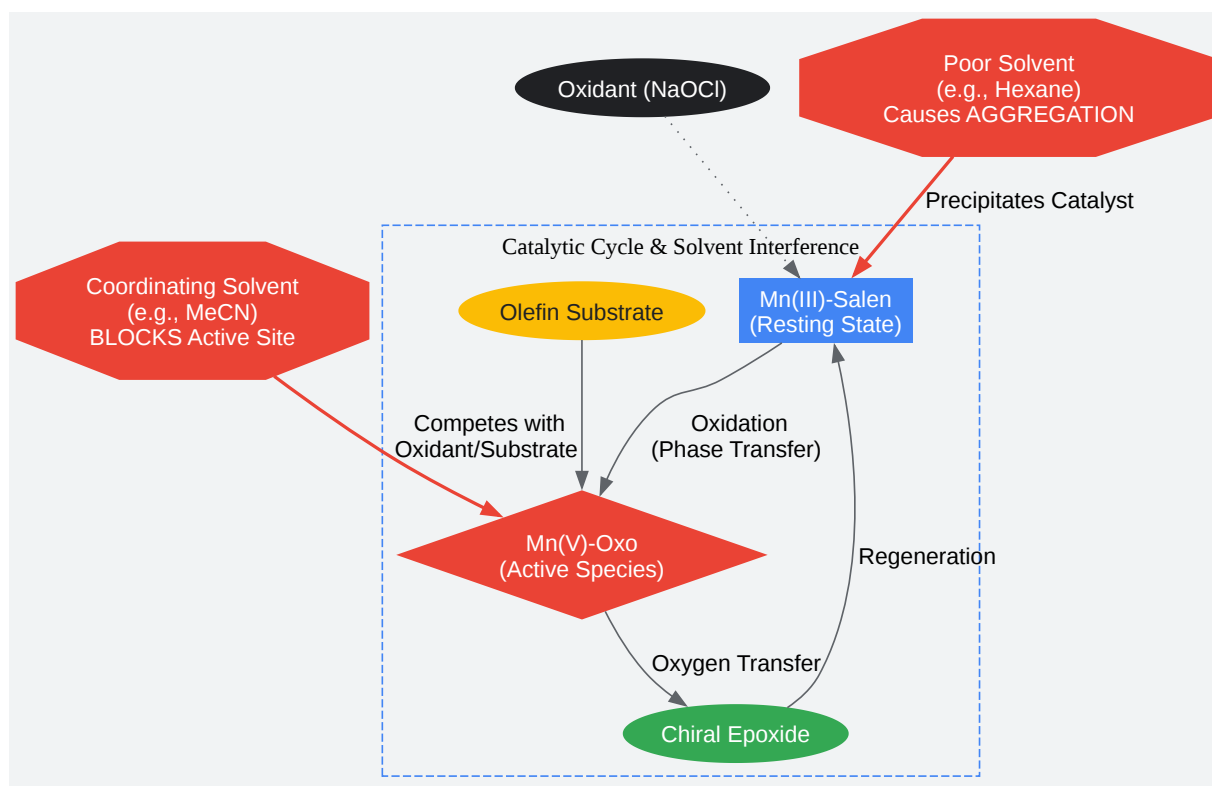 Oxidant (NaOCl)
Poor Solvent
(e.g., Hexane)
Causes AGGREGATION
Precipitates Catalyst
Catalytic Cycle & Solvent Interference
Coordinating Solvent
(e.g., MeCN)
BLOCKS Active Site
Olefin Substrate
Mn(III)-Salen
(Resting State)
Competes with
Oxidant/Substrate
Oxidation
(Phase Transfer)
Mn(V)-Oxo
(Active Species)
Regeneration
Oxygen Transfer
Chiral Epoxide